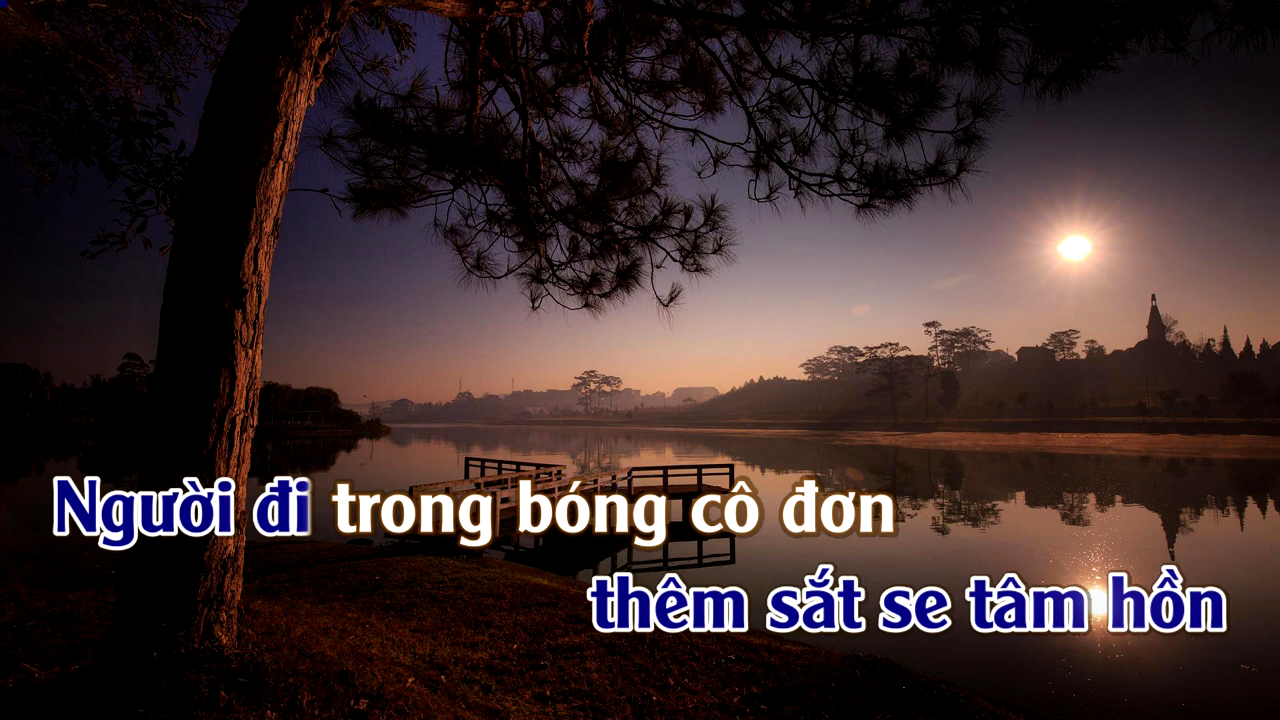 Người đi trong bóng cô đơn
thêm sắt se tâm hồn